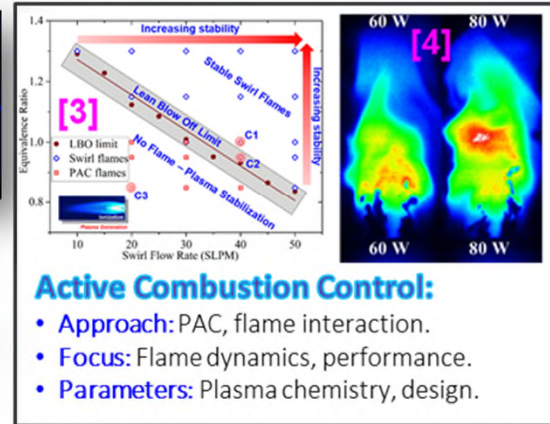 Increasing stability
60 W
80 W
[4]
1.4
Stable Swirl Flames
1.2
[3]
Lean Blow Off Limit
Increasing stability
Equivalence Ratio
LBO limit
Swirl flames
PAC flames
1.0
C1
C2
No Flame – Plasma Stabilization
0.8
C3
Ionization
Plasma Generation
10
20
30
40
50
Swirl Flow Rate (SLPM)
60 W
80 W
Active Combustion Control:
• Approach: PAC, flame interaction.
• Focus: Flame dynamics, performance.
• Parameters: Plasma chemistry, design.